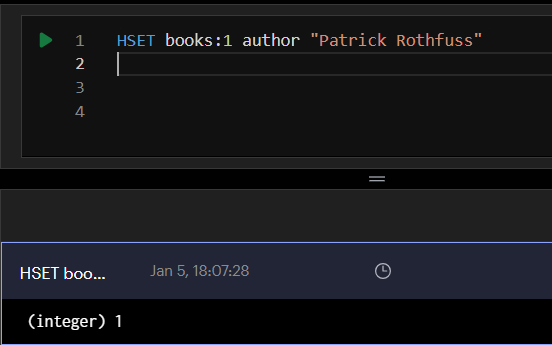 1 HSET books:1 author "Patrick Rothfuss"
2
3
4
HSET boo... Jan 5, 18:07:28
(integer) 1